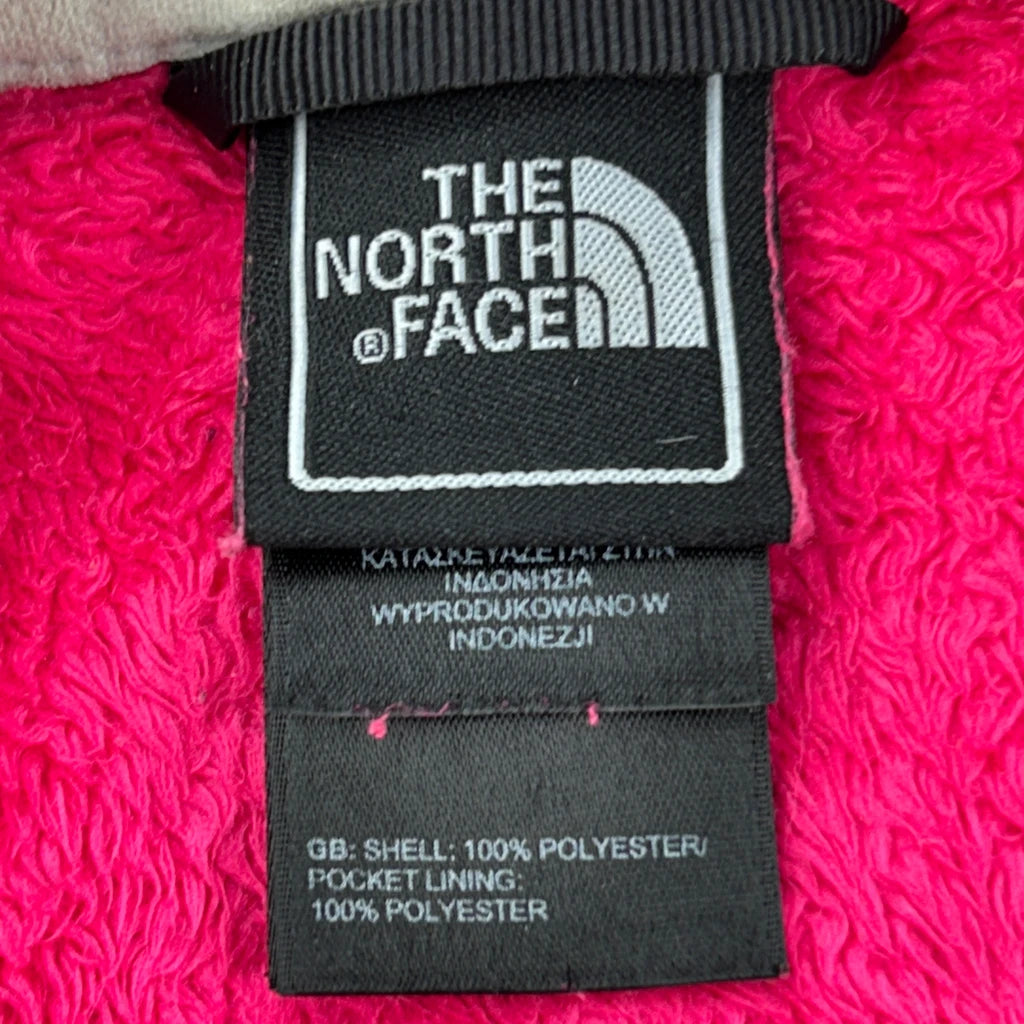 THE
NORTH
® FACE
ΚΑΤΑΣΚΕΥΑΖΕΤΑΙ ΣΤΗΝ
ΙΝΔΟΝΗΣΙΑ
WYPRODUKOWANO W
INDONEZJI
GB: SHELL: 100% POLYESTER/
POCKET LINING:
100% POLYESTER